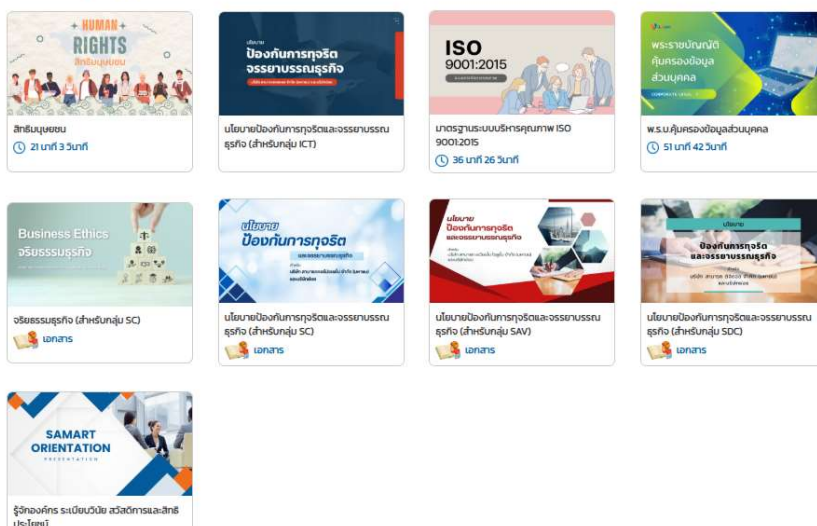 HUMAN
RIGHTS
สิทธิมนุษยชน
นโยบาย
ป้องกันการทุจริต
จรรยาบรรณธุรกิจ
ISO
9001:2015
พระราชบัญญัติ
คุ้มครองข้อมูล
ส่วนบุคคล
สิทธิมนุษยชน
21 นาที 3 วินาที
นโยบายป้องกันการทุจริตและจรรยาบรรณ
ธุรกิจ (สำหรับกลุ่ม ICT)
มาตรฐานระบบบริหารคุณภาพ ISO
9001:2015
36 นาที 26 วินาที
พ.ร.บ.คุ้มครองข้อมูลส่วนบุคคล
51 นาที 42 วินาที
Business Ethics
จริยธรรมธุรกิจ
นโยบาย
ป้องกันการทุจริต
และจรรยาบรรณธุรกิจ
สำหรับ
นโยบาย
ป้องกันการทุจริต
และจรรยาบรรณธุรกิจ
นโยบาย
ป้องกันการทุจริต
และจรรยาบรรณธุรกิจ
สำหรับ
จริยธรรมธุรกิจ (สำหรับกลุ่ม SC)
เอกสาร
นโยบายป้องกันการทุจริตและจรรยาบรรณ
ธุรกิจ (สำหรับกลุ่ม SC)
เอกสาร
นโยบายป้องกันการทุจริตและจรรยาบรรณ
ธุรกิจ (สำหรับกลุ่ม SAV)
เอกสาร
นโยบายป้องกันการทุจริตและจรรยาบรรณ
ธุรกิจ (สำหรับกลุ่ม SDC)
เอกสาร
SAMART
ORIENTATION
PRESENTATION
รู้จักองค์กร ระเบียบวินัย สวัสดิการและสิทธิ
ประโยชน์